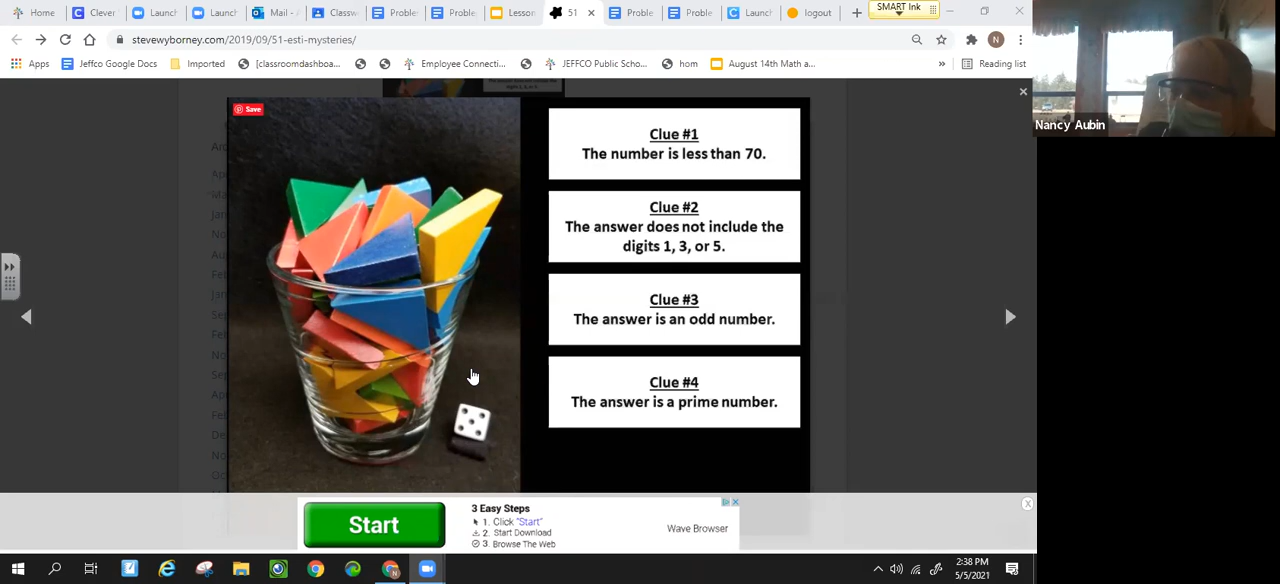 Home
Clever
Launch
Launch
Mail -
Classw
Proble
Proble
Lesson
51
Proble
Proble
Launch
logout
SMART Ink
stevewyborney.com/2019/09/51-esti-mysteries/
N
Apps
Jeffco Google Docs
Imported
[classroomdashboa...
Employee Connecti...
JEFFCO Public Scho...
hom
August 14th Math a...
»
Reading list
Nancy Aubin
Save
Clue #1
The number is less than 70.
Clue #2
The answer does not include the
digits 1, 3, or 5.
Clue #3
The answer is an odd number.
Clue #4
The answer is a prime number.
Start
3 Easy Steps
1. Click "Start"
2. Start Download
3. Browse The Web
Wave Browser
2:38 PM
5/5/2021